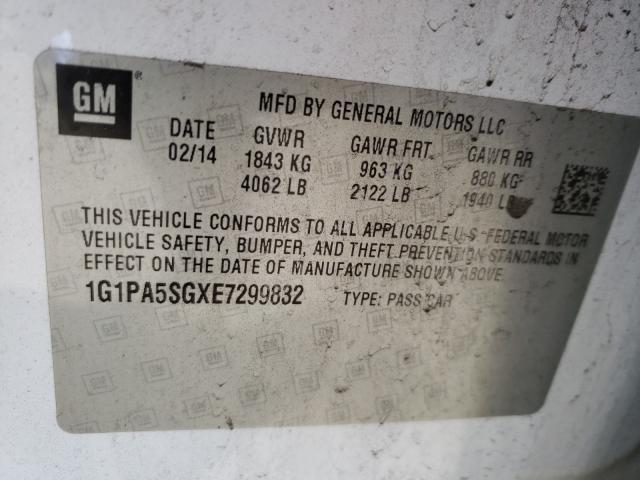 GM
®
MFD BY GENERAL MOTORS LLC
DATE GVWR GAWR FRT GAWR RR
02/14 1843 KG 963 KG 880 KG
4062 LB 2122 LB 1940 LB
THIS VEHICLE CONFORMS TO ALL APPLICABLE U.S. FEDERAL MOTOR
VEHICLE SAFETY, BUMPER, AND THEFT PREVENTION STANDARDS IN
EFFECT ON THE DATE OF MANUFACTURE SHOWN ABOVE.
1G1PA5SGXE7299832 TYPE: PASS CAR